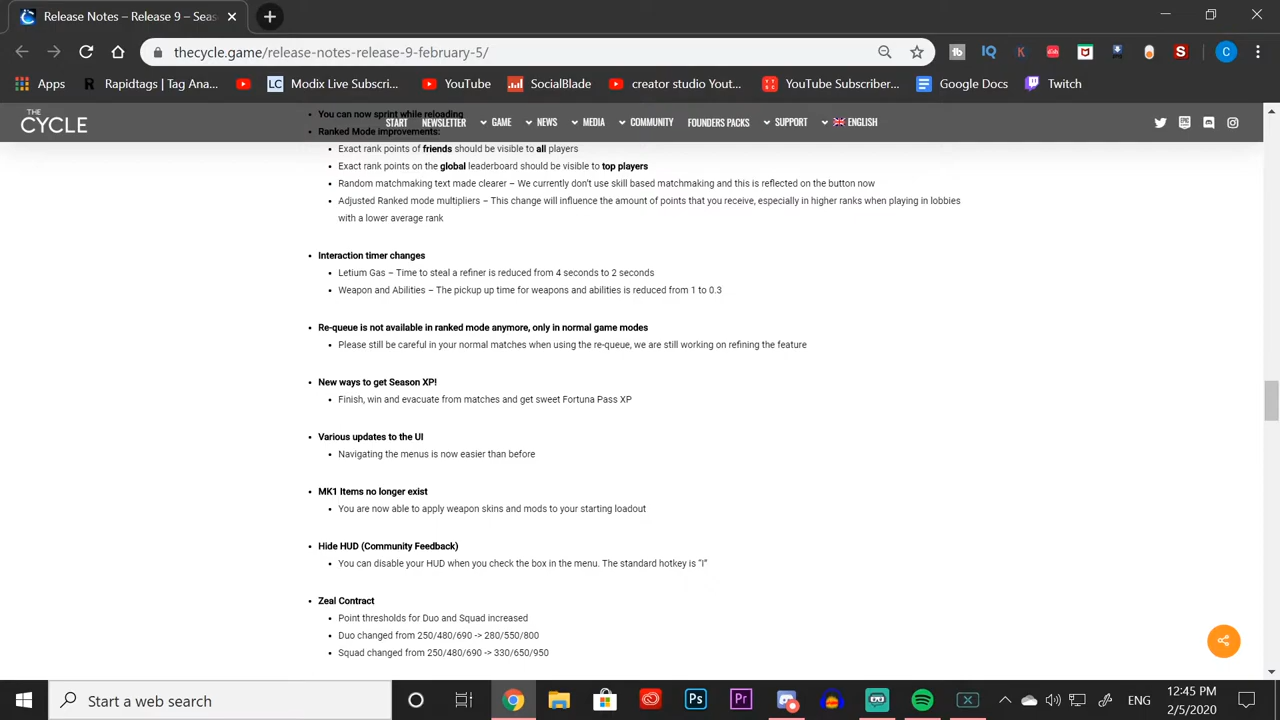 Release Notes - Release 9 - Feb
thecycle.game/release-notes-release-9-february-5/
Apps
Rapidtags | Tag Ana...
Modix Live Subscri...
YouTube
SocialBlade
creator studio Yout...
YouTube Subscriber...
Google Docs
Twitch
You can now sprint while reloading
THE CYCLE
START
NEWSLETTER
GAME
NEWS
MEDIA
COMMUNITY
FOUNDERS PACKS
SUPPORT
ENGLISH
Ranked Mode improvements:
Exact rank points of friends should be visible to all players
Exact rank points on the global leaderboard should be visible to top players
Random matchmaking text made clearer – We currently don't use skill based matchmaking and this is reflected on the button now
Adjusted Ranked mode multipliers – This change will influence the amount of points that you receive, especially in higher ranks when playing in lobbies
with a lower average rank
Interaction timer changes
Letium Gas – Time to steal a refiner is reduced from 4 seconds to 2 seconds
Weapon and Abilities – The pickup up time for weapons and abilities is reduced from 1 to 0.3
Re-queue is not available in ranked mode anymore, only in normal game modes
Please still be careful in your normal matches when using the re-queue, we are still working on refining the feature
New ways to get Season XP!
Finish, win and evacuate from matches and get sweet Fortuna Pass XP
Various updates to the UI
Navigating the menus is now easier than before
MK1 Items no longer exist
You are now able to apply weapon skins and mods to your starting loadout
Hide HUD (Community Feedback)
You can disable your HUD when you check the box in the menu. The standard hotkey is "I"
Zeal Contract
Point thresholds for Duo and Squad increased
Duo changed from 250/480/690 -> 280/550/800
Squad changed from 250/480/690 -> 330/650/950
Start a web search
ENG
12:45 PM
2/5/2020